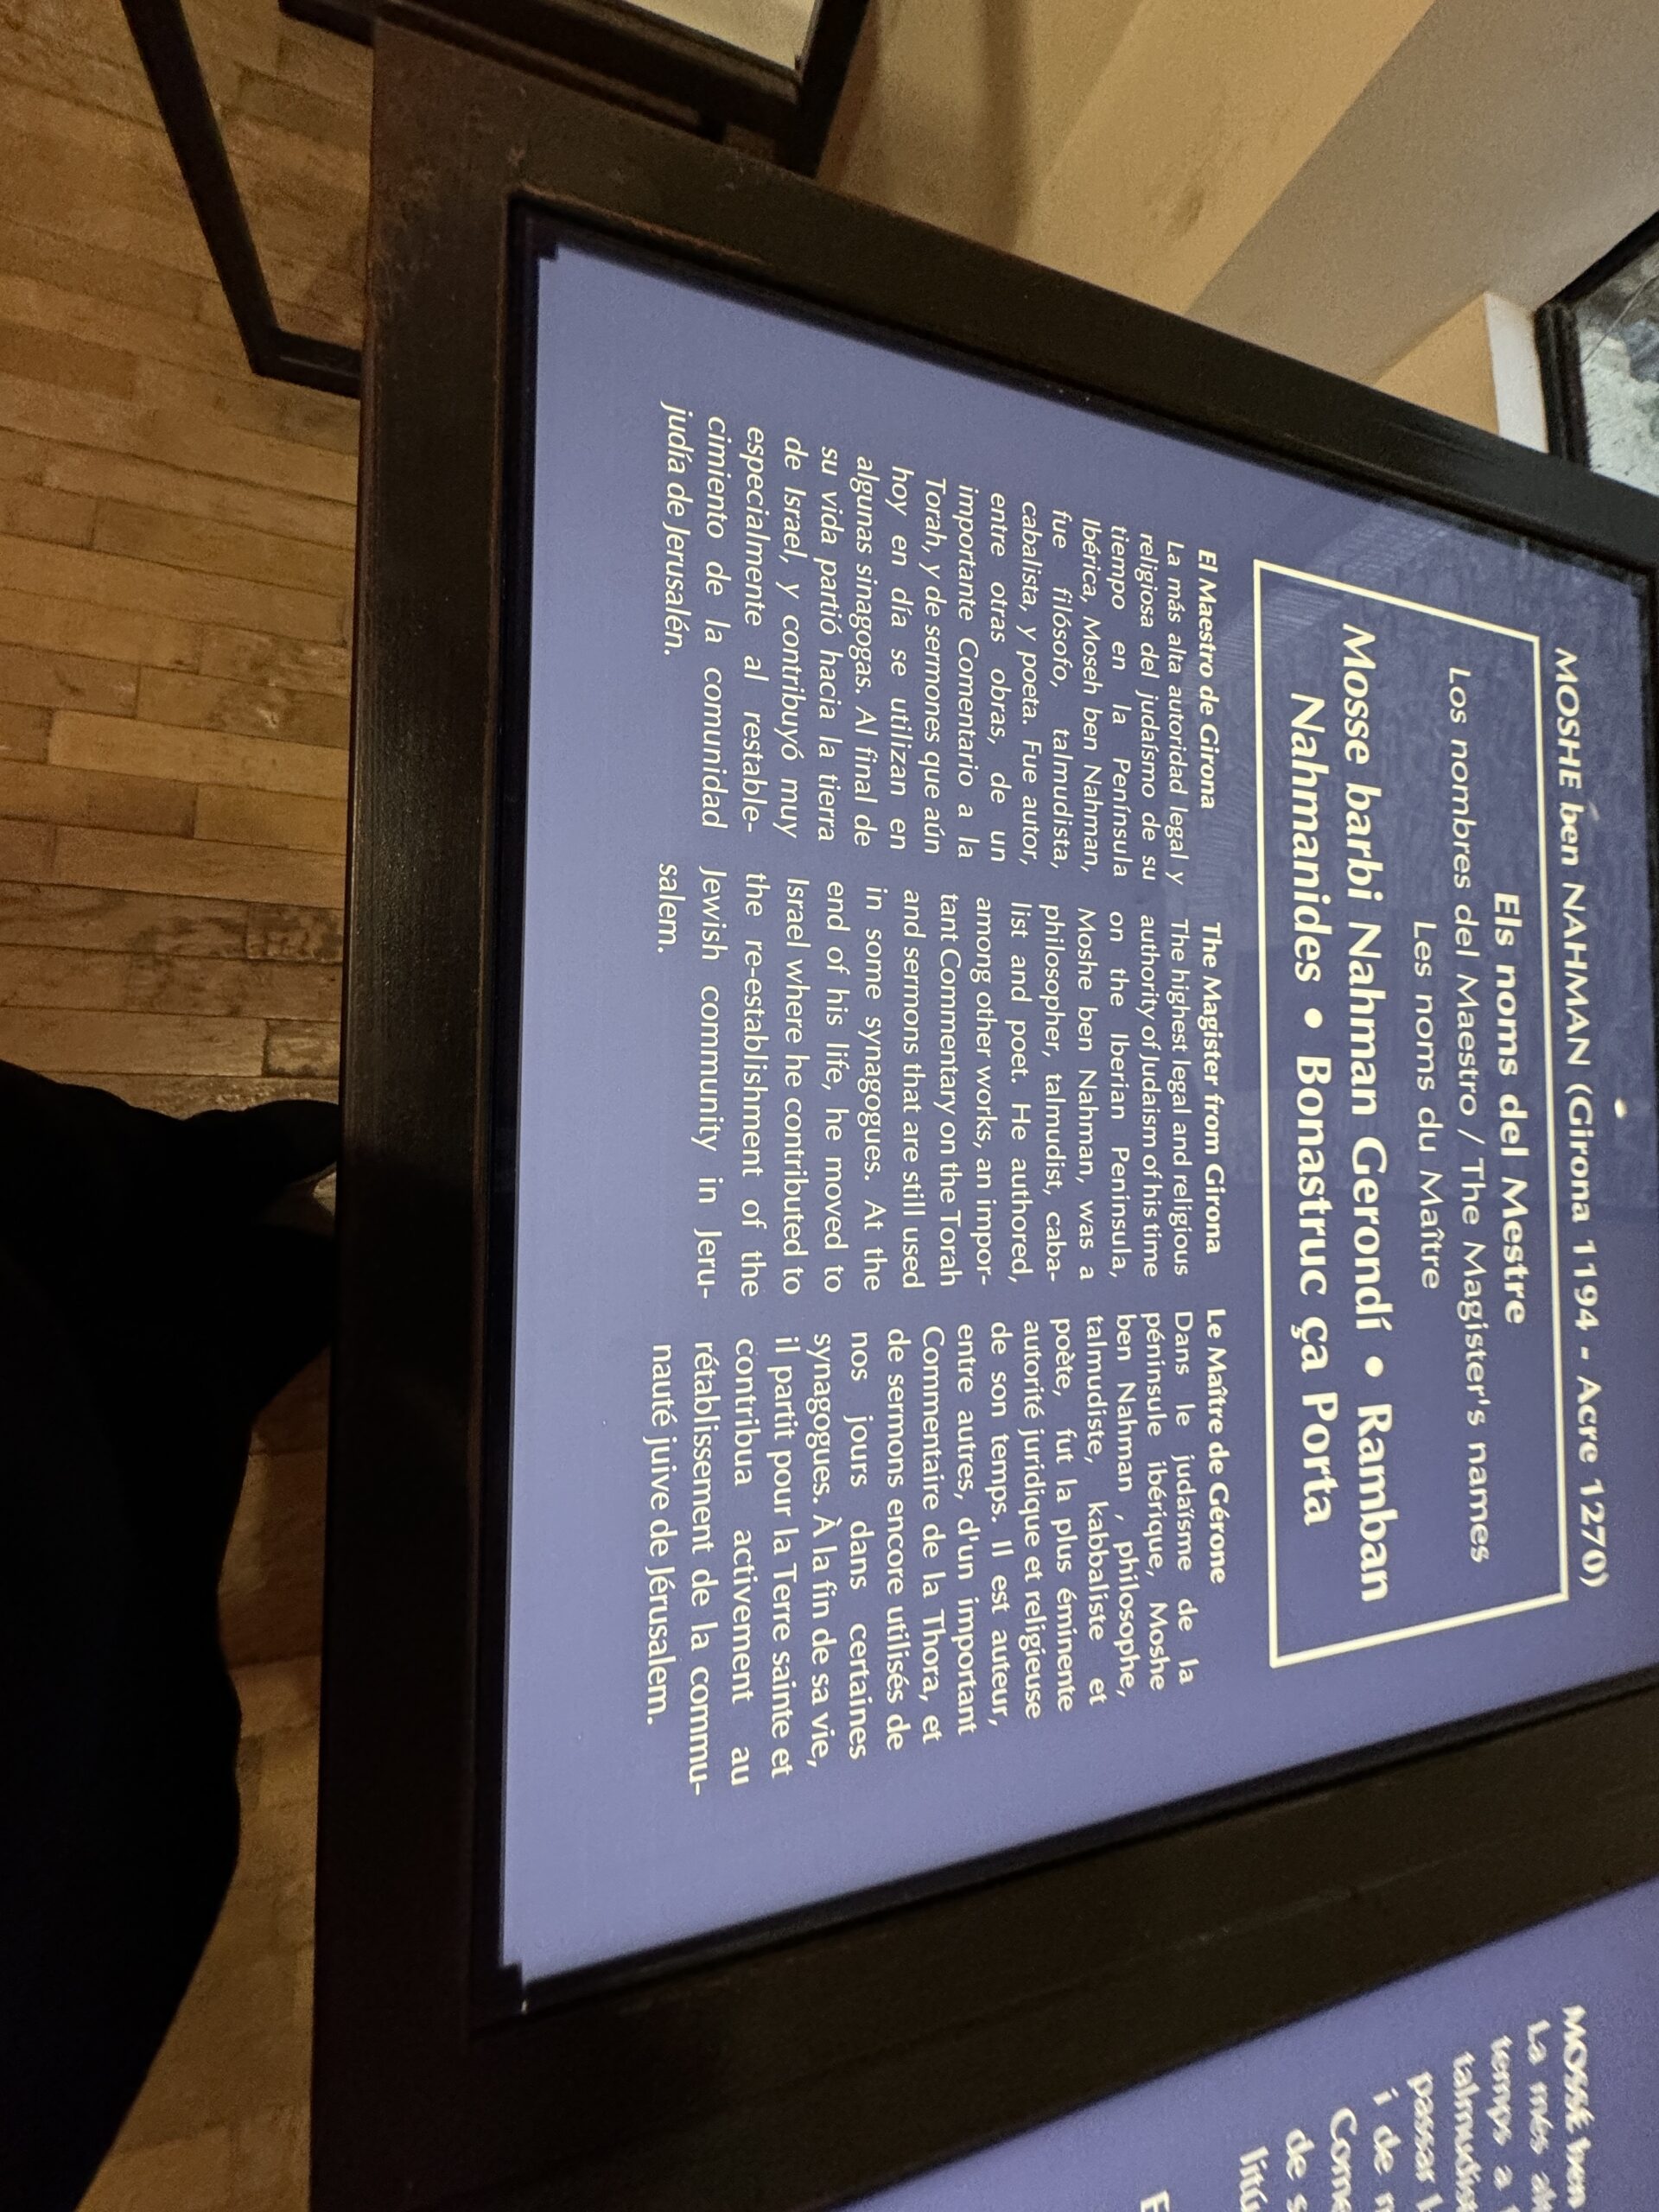 MOSHE ben NAHMAN (Girona 1194 - Acre 1270)
Els noms del Mestre
Los nombres del Maestro / The Magister's names
Les noms du Maître
Mosse barbi Nahman Gerondí • Ramban
Nahmanides • Bonastruc ça Porta
El Maestro de Girona
La más alta autoridad legal y
religiosa del judaísmo de su
tiempo en la Península
Ibérica, Moseh ben Nahman,
fue filósofo, talmudista,
cabalista, y poeta. Fue autor,
entre otras obras, de un
importante Comentario a la
Torah, y de sermones que aún
hoy en día se utilizan en
algunas sinagogas. Al final de
su vida partió hacia la tierra
de Israel, y contribuyó muy
especialmente al restable-
cimiento de la comunidad
judía de Jerusalén.
The Magister from Girona
The highest legal and religious
authority of Judaism of his time
on the Iberian Peninsula,
Moshe ben Nahman, was a
philosopher, talmudist, caba-
list and poet. He authored,
among other works, an impor-
tant Commentary on the Torah
and sermons that are still used
in some synagogues. At the
end of his life, he moved to
Israel where he contributed to
the re-establishment of the
Jewish community in Jeru-
salem.
Le Maître de Gérone
Dans le judaïsme de la
péninsule ibérique, Moshe
ben Nahman , philosophe,
talmudiste, kabbaliste et
poète, fut la plus éminente
autorité juridique et religieuse
de son temps. Il est auteur,
entre autres, d'un important
Commentaire de la Thora, et
de sermons encore utilisés de
nos jours dans certaines
synagogues. À la fin de sa vie,
il partit pour la Terre sainte et
contribua activement au
rétablissement de la commu-
nauté juive de Jérusalem.
MOSSÉ ben
La més
temps a
talmudis
passar
i de
Come
de s
litú